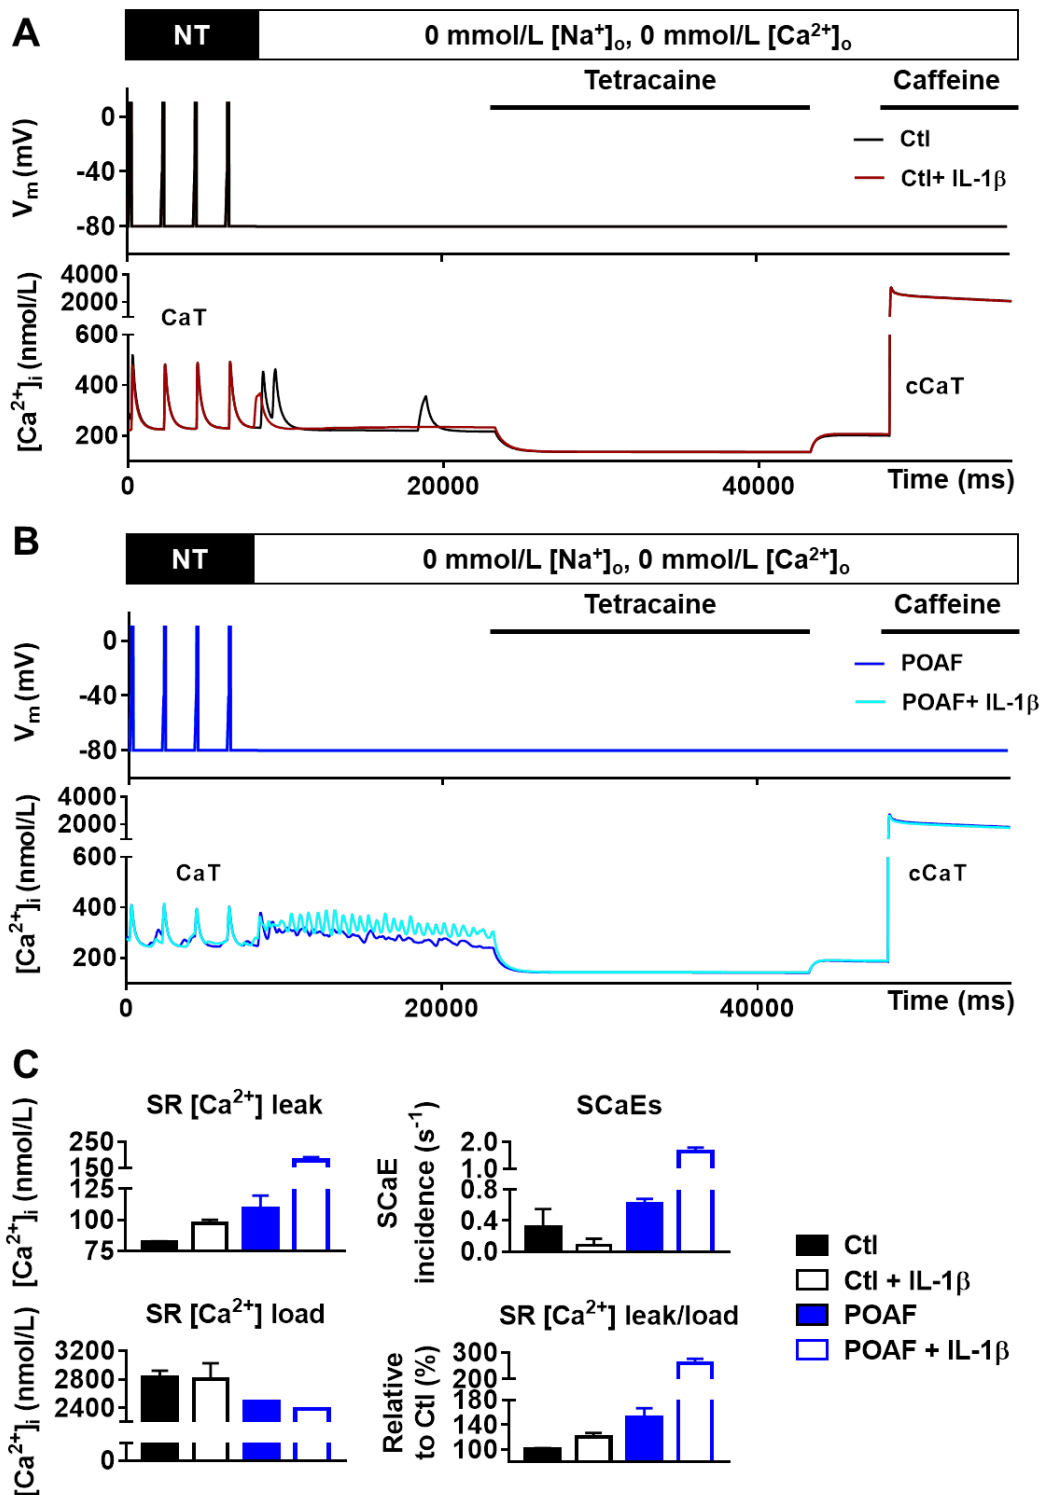 A
NT
0 mmol/L [Na⁺]ₒ, 0 mmol/L [Ca²⁺]ₒ
Tetracaine
Caffeine
Vm (mV)
0
-40
-80
Ctl
Ctl+ IL-1β
[Ca²⁺]i (nmol/L)
4000
2000
600
400
200
CaT
cCaT
0
20000
40000
Time (ms)
B
NT
0 mmol/L [Na⁺]ₒ, 0 mmol/L [Ca²⁺]ₒ
Tetracaine
Caffeine
Vm (mV)
0
-40
-80
POAF
POAF+ IL-1β
[Ca²⁺]i (nmol/L)
4000
2000
600
400
200
CaT
cCaT
0
20000
40000
Time (ms)
C
SR [Ca²⁺] leak
[Ca²⁺]i (nmol/L)
250
150
125
100
75
SCaEs
SCaE
incidence (s⁻¹)
2.0
1.0
0.8
0.4
0.0
SR [Ca²⁺] load
[Ca²⁺]i (nmol/L)
3200
2800
2400
0
SR [Ca²⁺] leak/load
Relative
to Ctl (%)
300
200
180
140
100
Ctl
Ctl + IL-1β
POAF
POAF + IL-1β